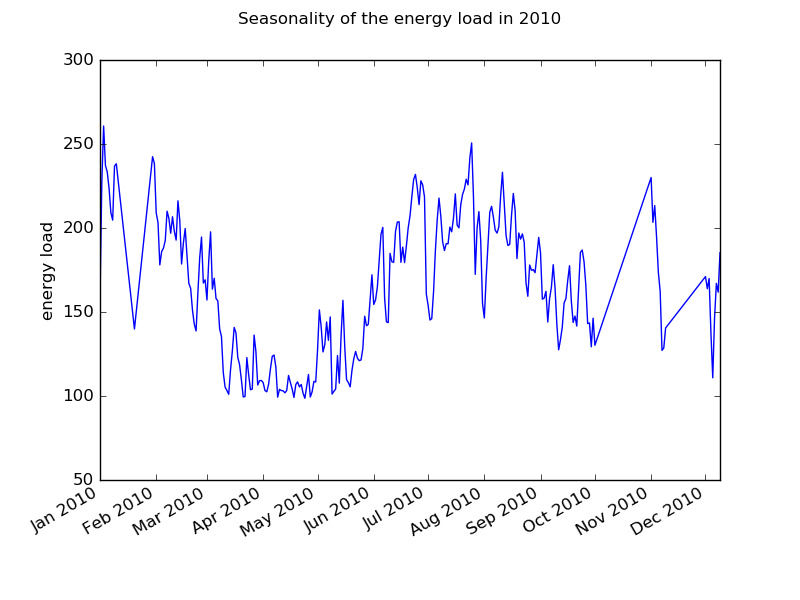 Seasonality of the energy load in 2010
300
250
200
150
100
50
energy load
Jan 2010
Feb 2010
Mar 2010
Apr 2010
May 2010
Jun 2010
Jul 2010
Aug 2010
Sep 2010
Oct 2010
Nov 2010
Dec 2010